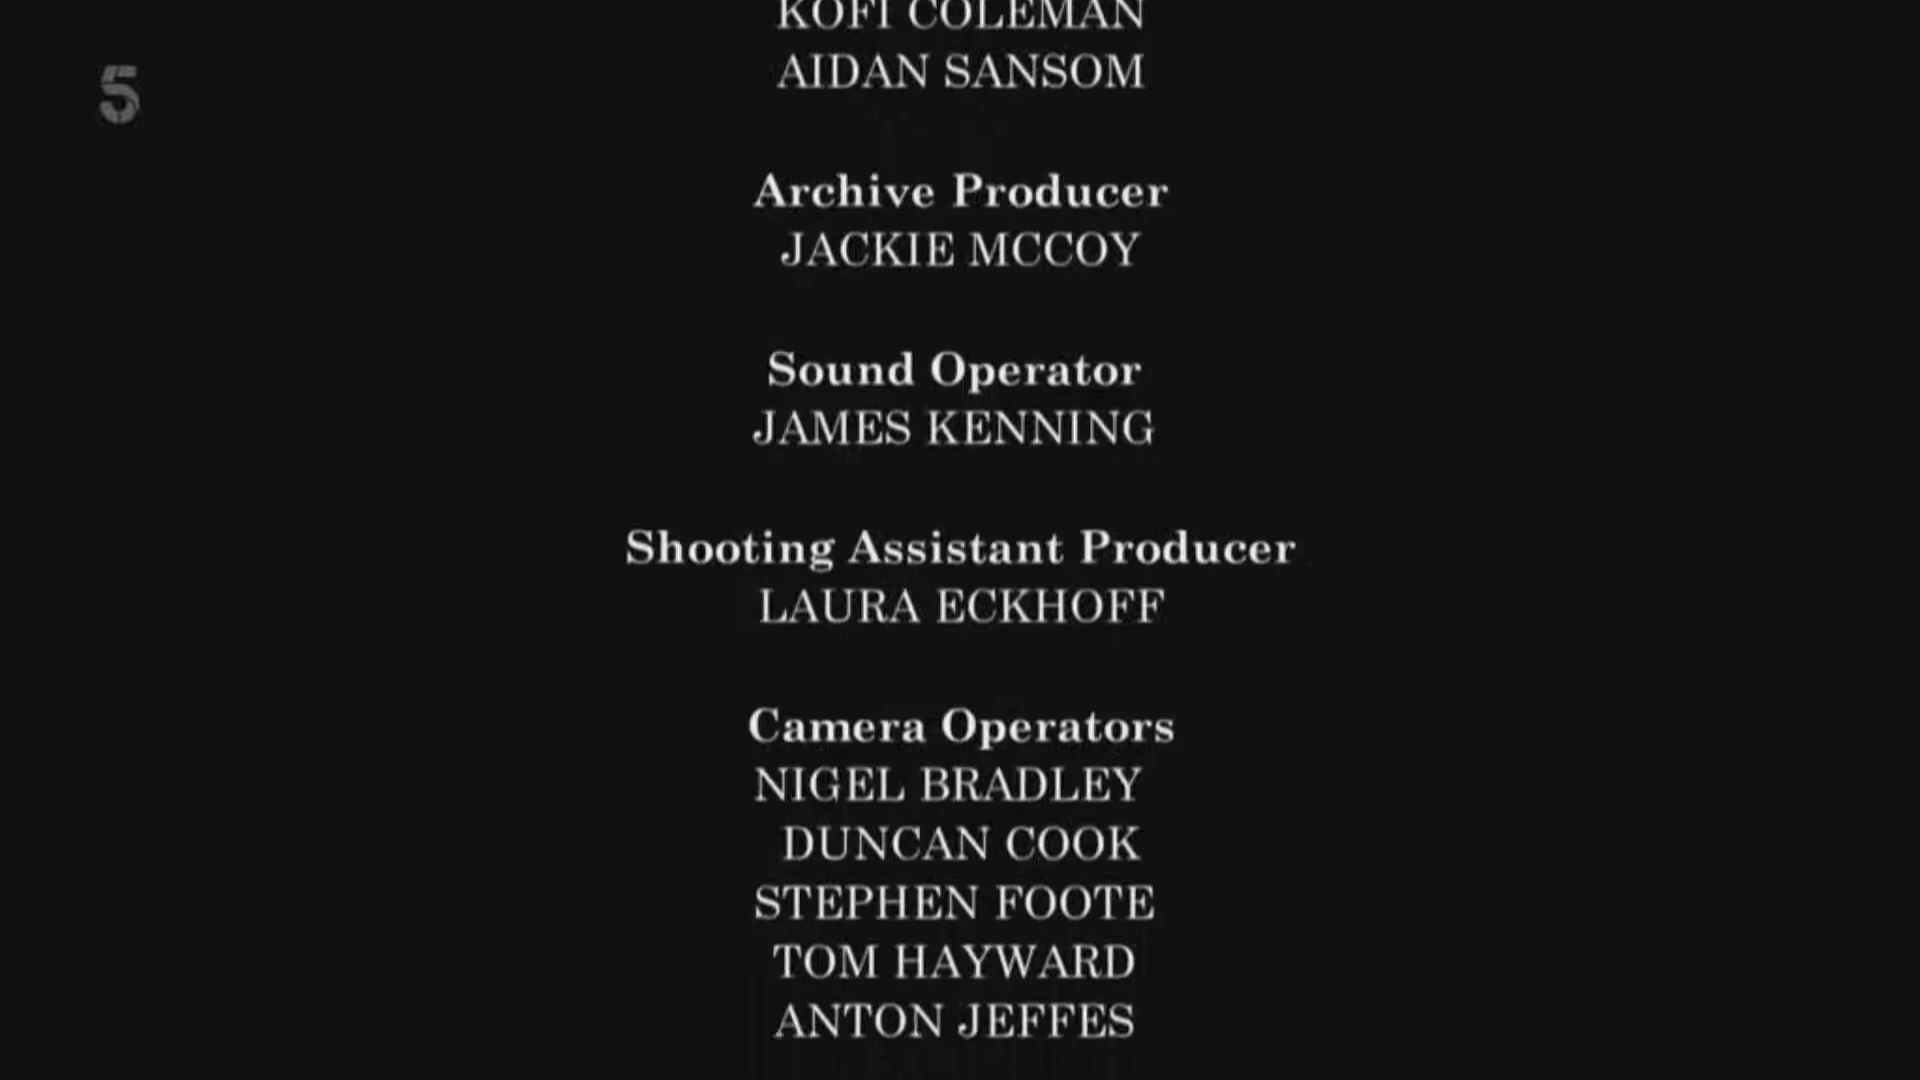 KOFI COLEMAN
AIDAN SANSOM
5
Archive Producer
JACKIE MCCOY
Sound Operator
JAMES KENNING
Shooting Assistant Producer
LAURA ECKHOFF
Camera Operators
NIGEL BRADLEY
DUNCAN COOK
STEPHEN FOOTE
TOM HAYWARD
ANTON JEFFES